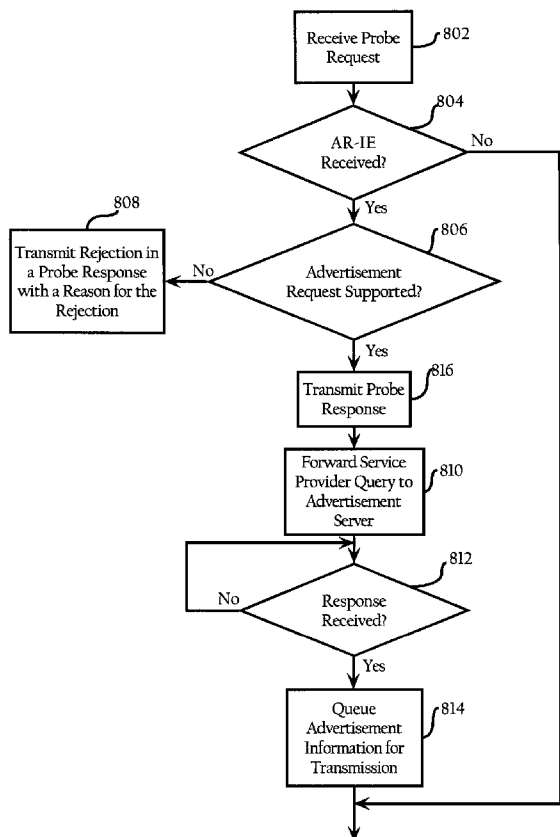 Receive Probe
Request
802
804
AR-IE
Received?
No
Yes
808
806
Transmit Rejection in
a Probe Response
with a Reason for the
Rejection
No
Advertisement
Request Supported?
Yes
816
Transmit Probe
Response
Forward Service
Provider Query to
Advertisement
Server
810
812
No
Response
Received?
Yes
Queue
Advertisement
Information for
Transmission
814